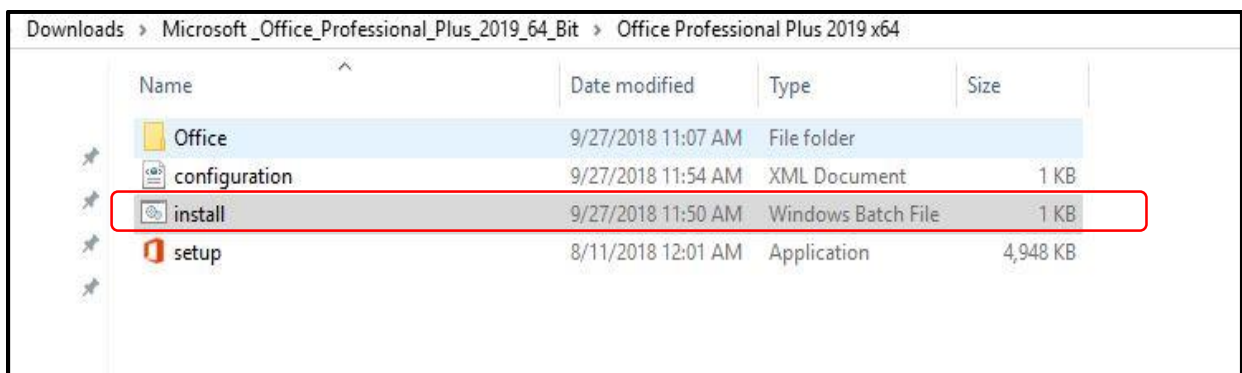 Downloads > Microsoft _Office_Professional_Plus_2019_64_Bit > Office Professional Plus 2019 x64
Name Date modified Type Size
Office 9/27/2018 11:07 AM File folder
configuration 9/27/2018 11:54 AM XML Document 1 KB
install 9/27/2018 11:50 AM Windows Batch File 1 KB
setup 8/11/2018 12:01 AM Application 4,948 KB